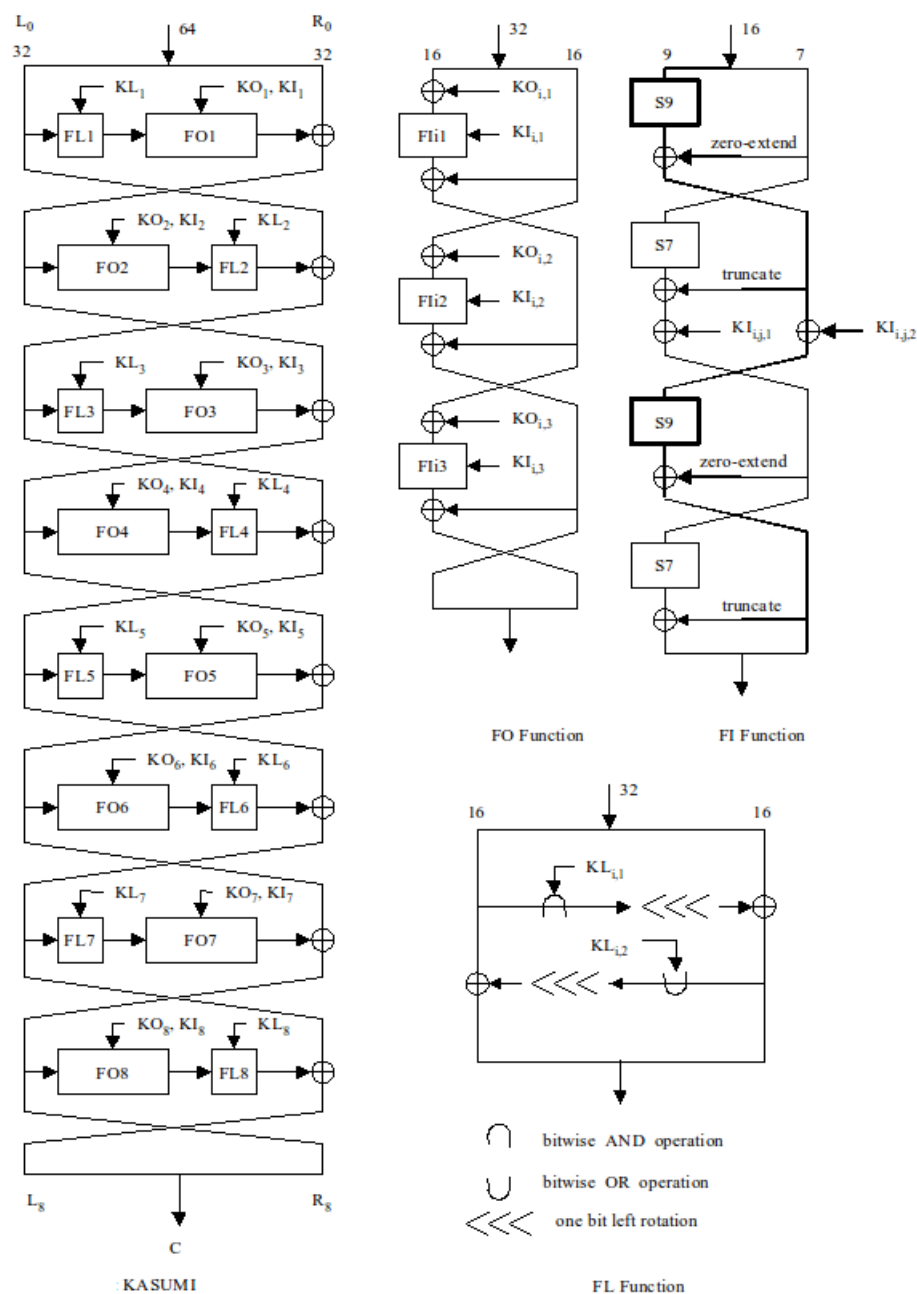 L₀ 64 R₀
32 32
KL₁ KO₁, KI₁
FL1 FO1
KO₂, KI₂ KL₂
FO2 FL2
KL₃ KO₃, KI₃
FL3 FO3
KO₄, KI₄ KL₄
FO4 FL4
KL₅ KO₅, KI₅
FL5 FO5
KO₆, KI₆ KL₆
FO6 FL6
KL₇ KO₇, KI₇
FL7 FO7
KO₈, KI₈ KL₈
FO8 FL8
L₈ R₈
C
KASUMI
32
16 16
KOᵢ,₁
FIi1 KIᵢ,₁
KOᵢ,₂
FIi2 KIᵢ,₂
KOᵢ,₃
FIi3 KIᵢ,₃
FO Function
16
9 7
S9
zero-extend
S7
truncate
KIᵢ,ⱼ,₁ KIᵢ,ⱼ,₂
S9
zero-extend
S7
truncate
FI Function
32
16 16
KLᵢ,₁
KLᵢ,₂
bitwise AND operation
bitwise OR operation
one bit left rotation
FL Function